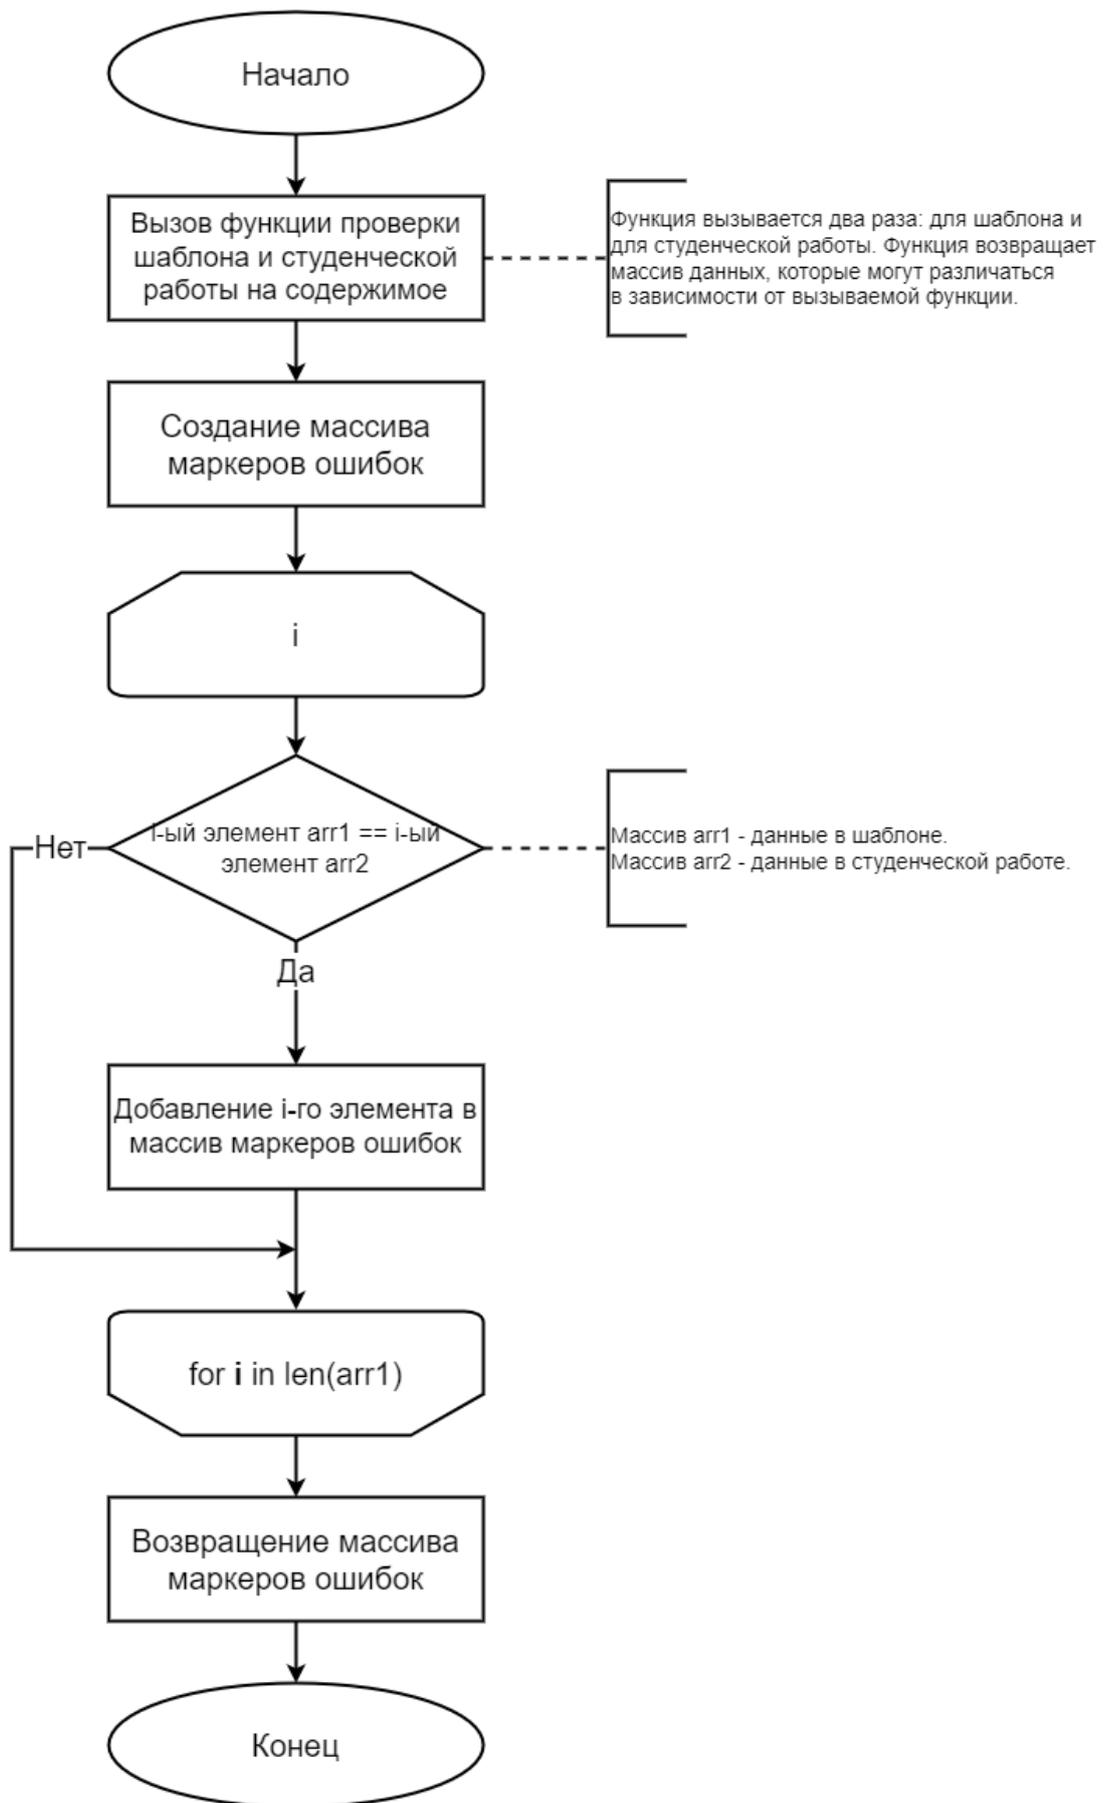 Начало
Вызов функции проверки
шаблона и студенческой
работы на содержимое
Функция вызывается два раза: для шаблона и
для студенческой работы. Функция возвращает
массив данных, которые могут различаться
в зависимости от вызываемой функции.
Создание массива
маркеров ошибок
i
i-ый элемент arr1 == i-ый
элемент arr2
Нет
Массив arr1 - данные в шаблоне.
Массив arr2 - данные в студенческой работе.
Да
Добавление i-го элемента в
массив маркеров ошибок
for i in len(arr1)
Возвращение массива
маркеров ошибок
Конец